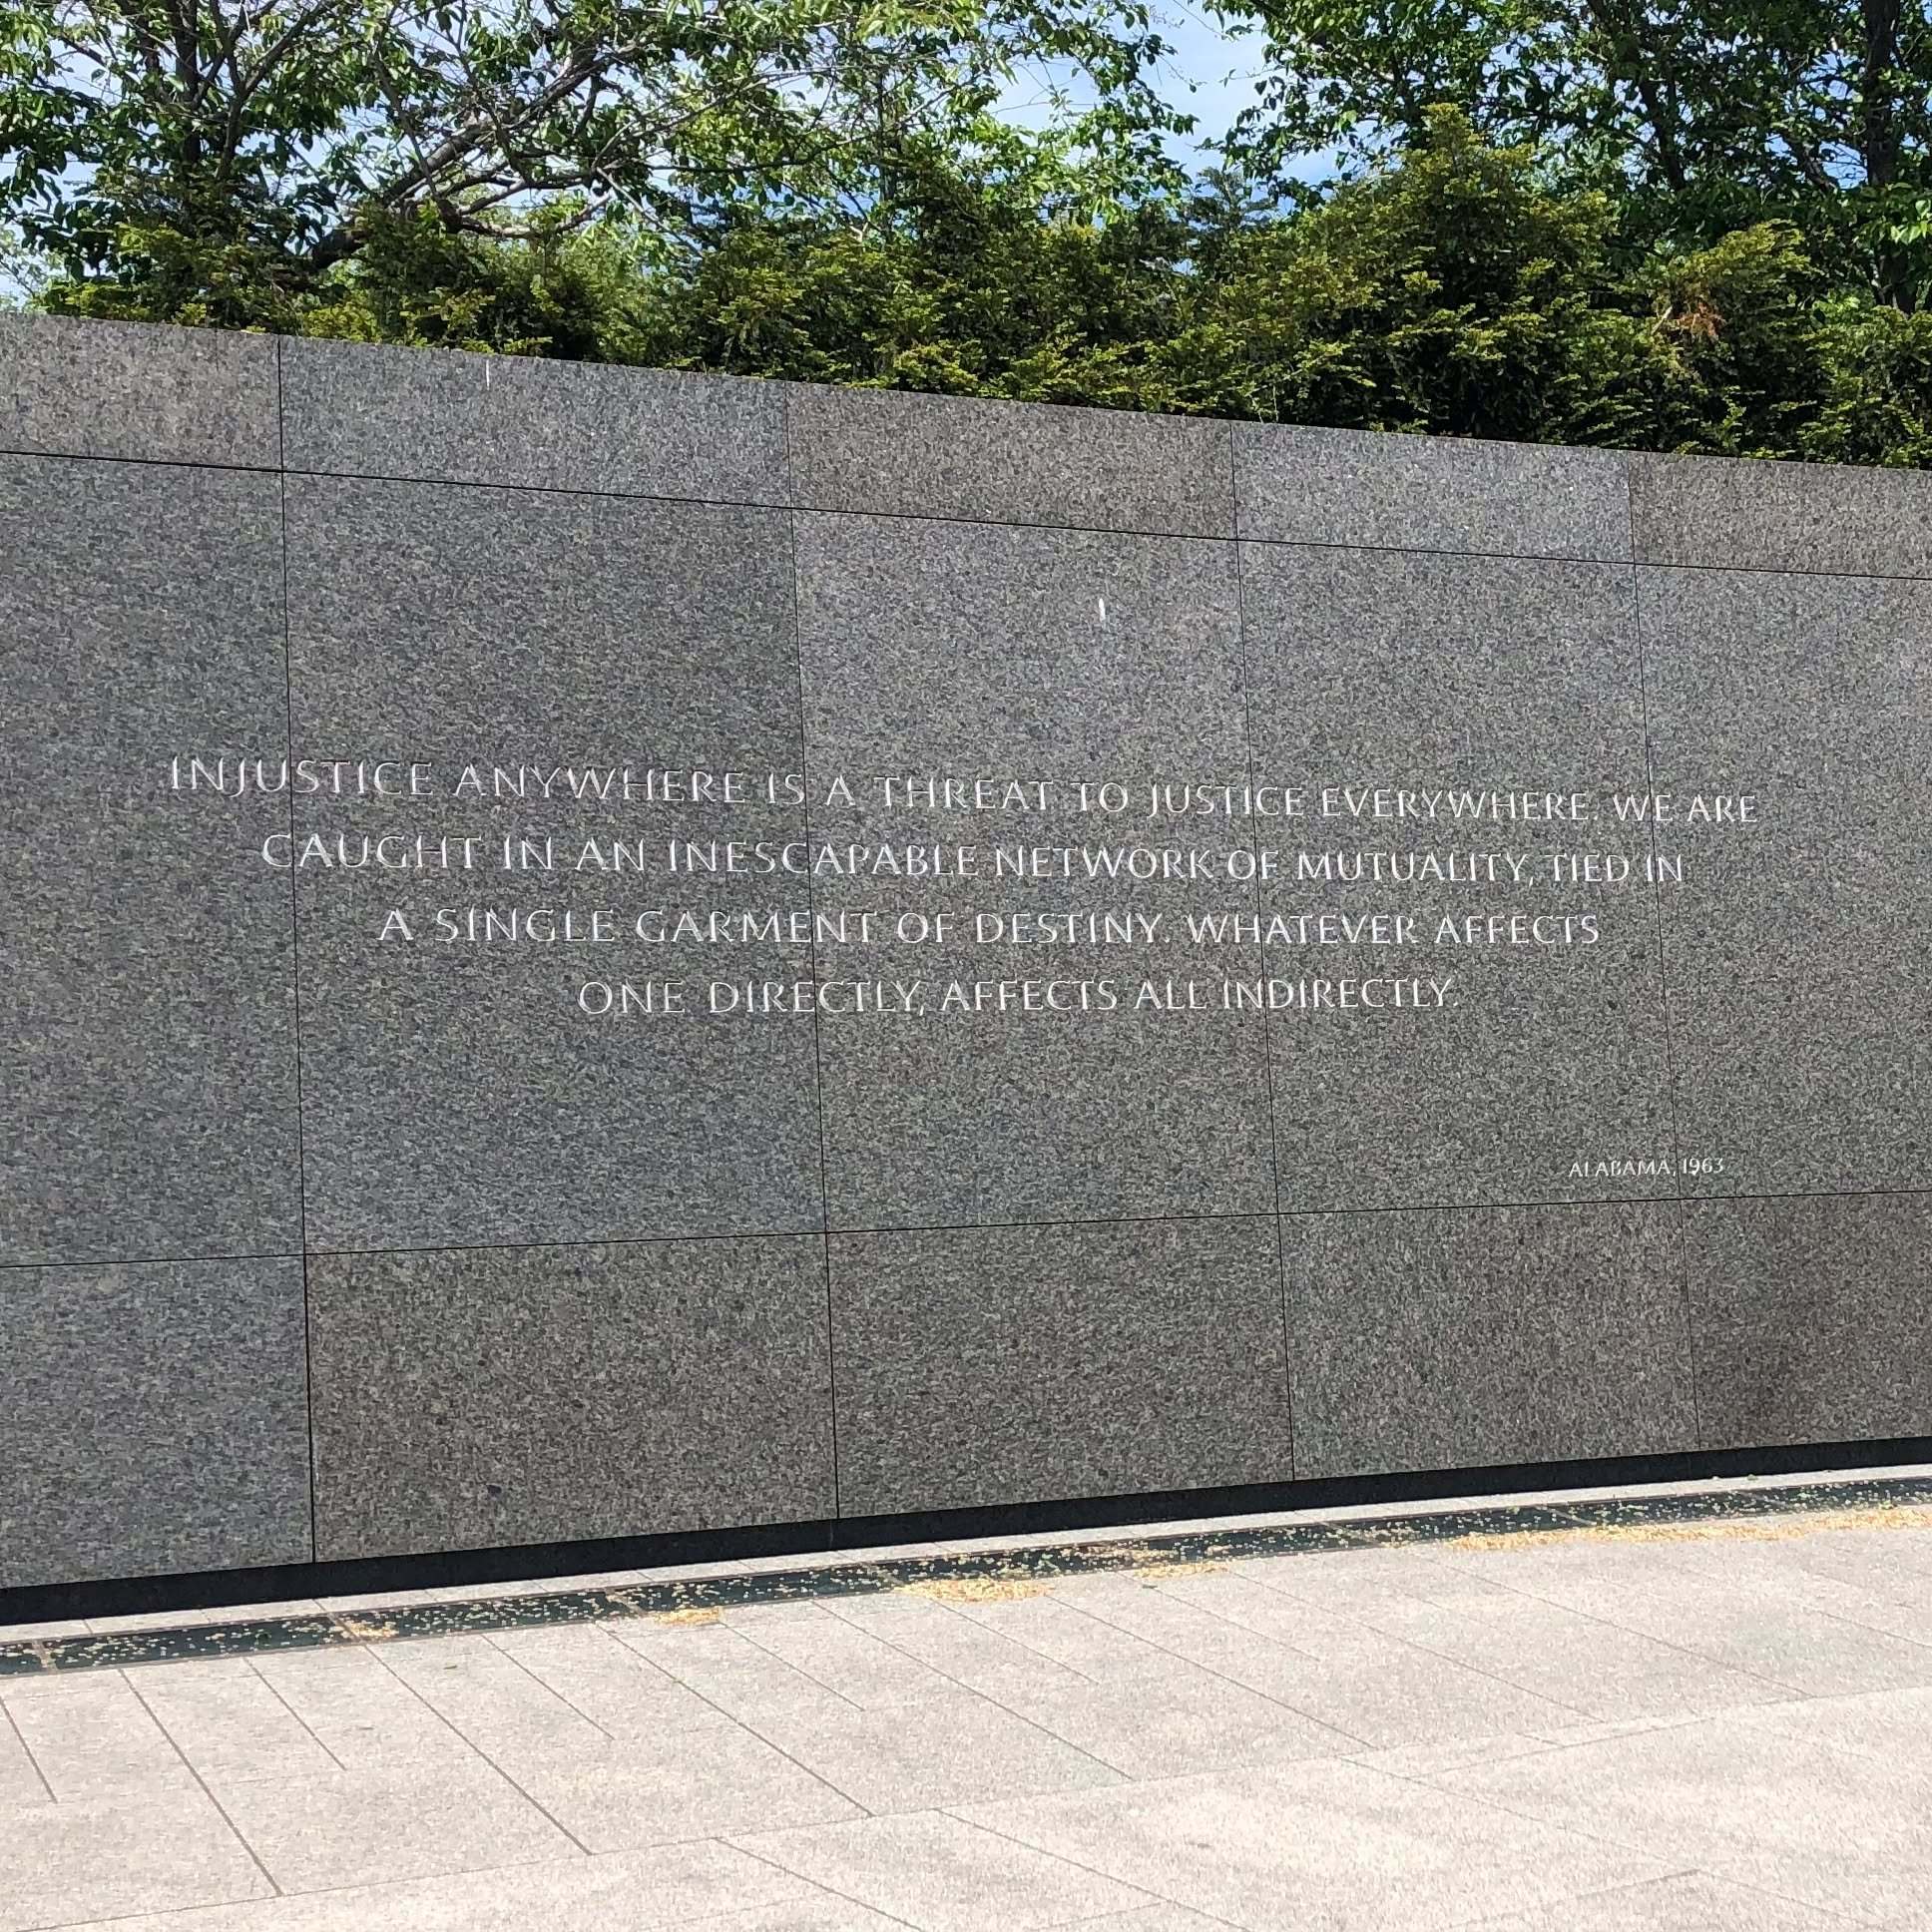 INJUSTICE ANYWHERE IS A THREAT TO JUSTICE EVERYWHERE. WE ARE
CAUGHT IN AN INESCAPABLE NETWORK OF MUTUALITY, TIED IN
A SINGLE GARMENT OF DESTINY. WHATEVER AFFECTS
ONE DIRECTLY, AFFECTS ALL INDIRECTLY.
ALABAMA, 1963